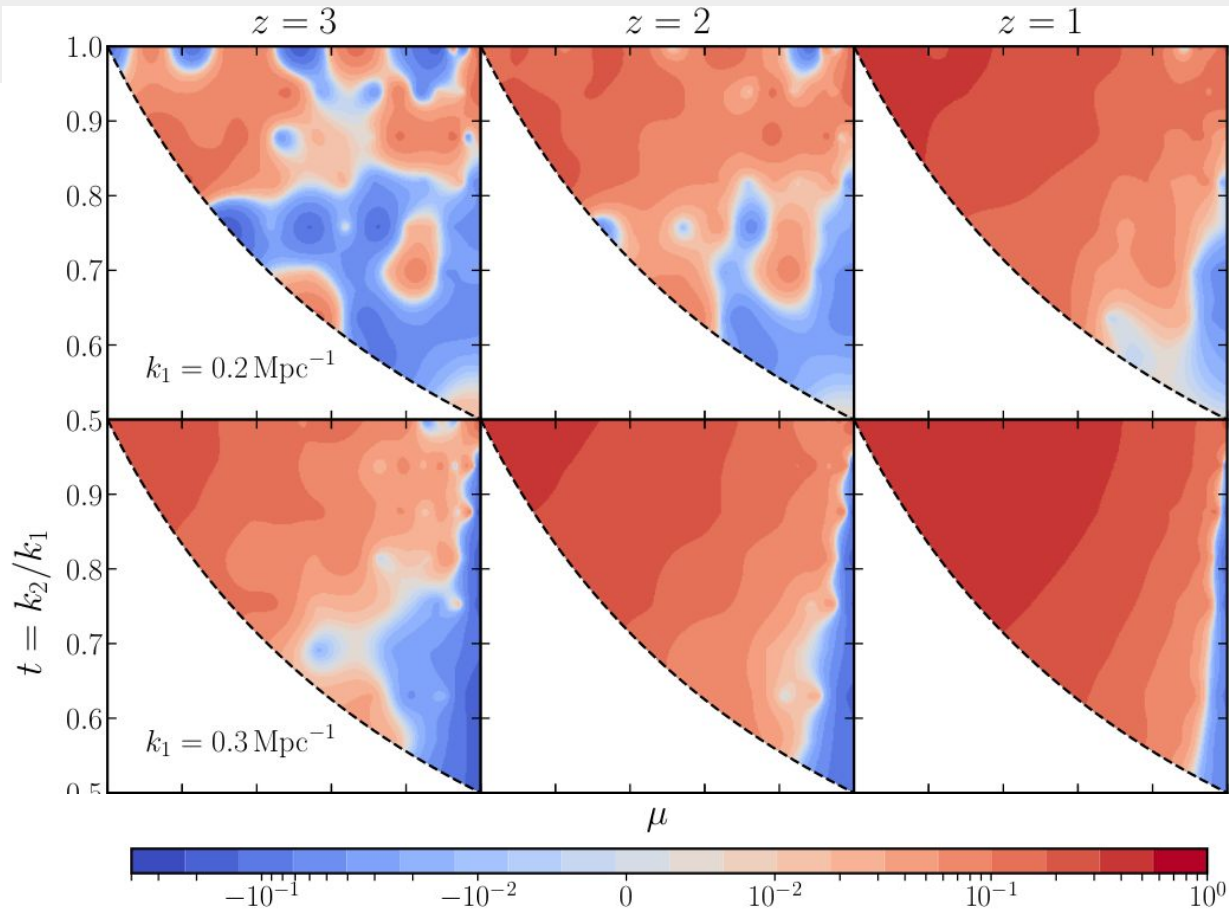 z = 3 z = 2 z = 1
1.0
0.9
0.8
0.7
0.6
k₁ = 0.2 Mpc⁻¹
0.5
0.9
0.8
0.7
0.6
0.5
k₁ = 0.3 Mpc⁻¹
t = k₂/k₁
μ
−10⁻¹ −10⁻² 0 10⁻² 10⁻¹ 10⁰